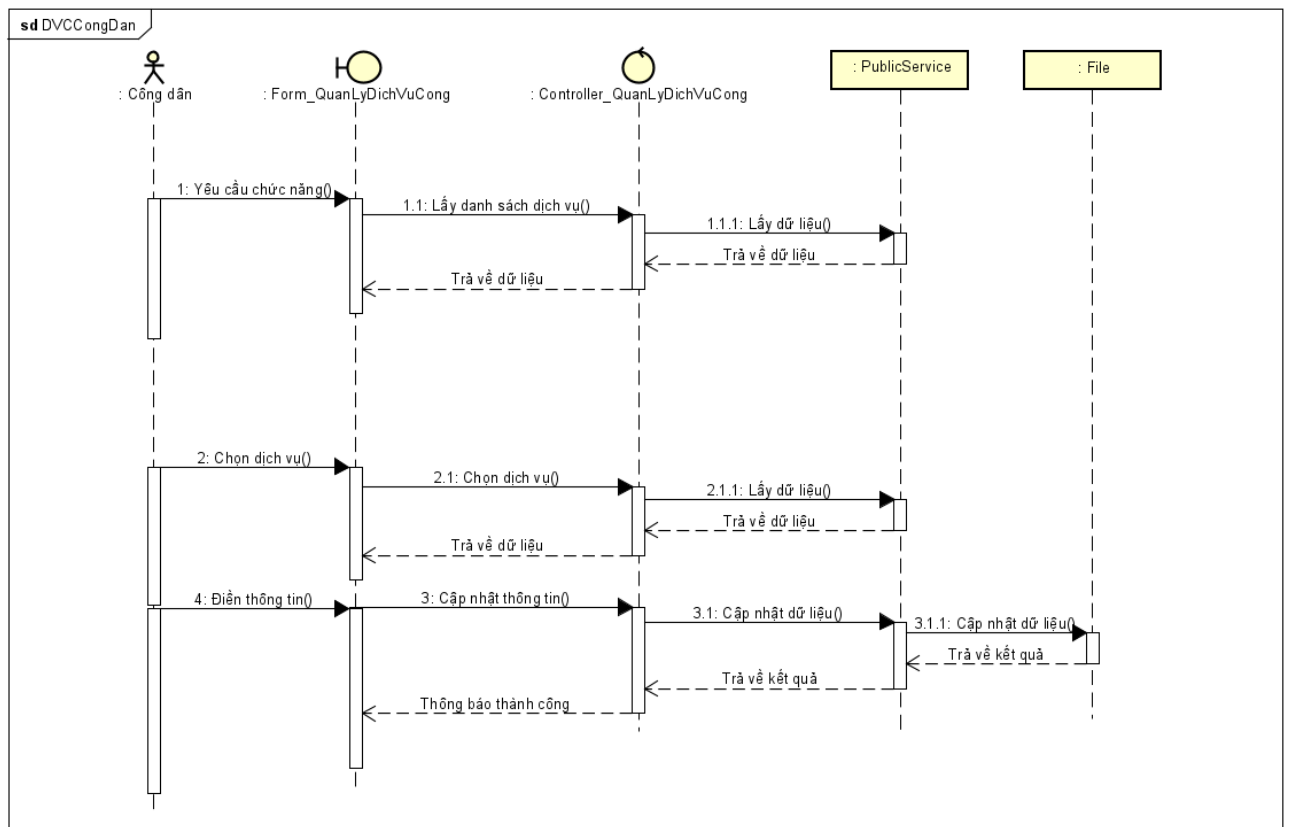 sd DVCCongDan
: Công dân
: Form_QuanLyDichVuCong
: Controller_QuanLyDichVuCong
: PublicService
: File
1: Yêu cầu chức năng()
1.1: Lấy danh sách dịch vụ()
1.1.1: Lấy dữ liệu()
Trả về dữ liệu
Trả về dữ liệu
2: Chọn dịch vụ()
2.1: Chọn dịch vụ()
2.1.1: Lấy dữ liệu()
Trả về dữ liệu
Trả về dữ liệu
4: Điền thông tin()
3: Cập nhật thông tin()
3.1: Cập nhật dữ liệu()
3.1.1: Cập nhật dữ liệu()
Trả về kết quả
Trả về kết quả
Thông báo thành công